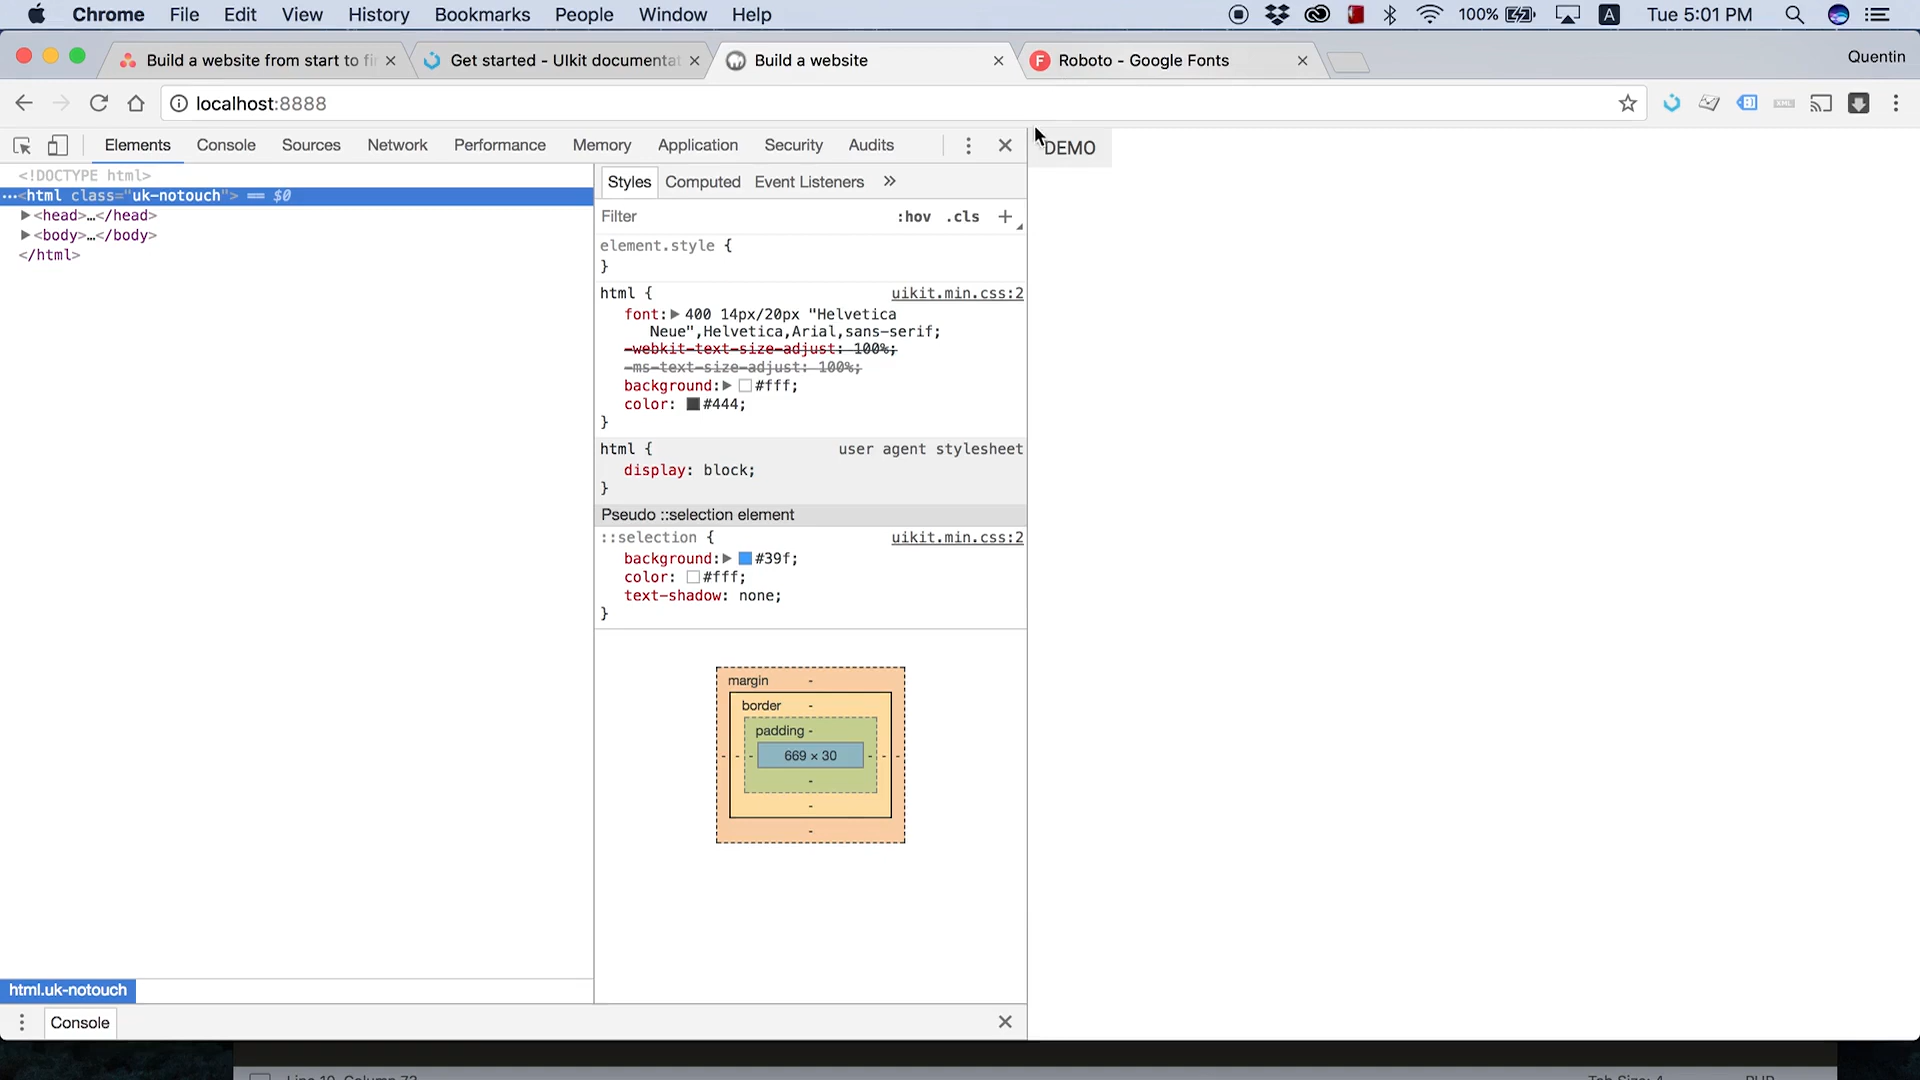 Chrome File Edit View History Bookmarks People Window Help 100% A Tue 5:01 PM
Build a website from start to fi Get started - UIkit documentat Build a website F Roboto - Google Fonts Quentin
localhost:8888
Elements Console Sources Network Performance Memory Application Security Audits
DEMO
<!DOCTYPE html>
…<html class="uk-notouch"> == $0
<head>…</head>
<body>…</body>
</html>
Styles Computed Event Listeners »
Filter :hov .cls +
element.style {
}
html { uikit.min.css:2
font: 400 14px/20px "Helvetica
Neue",Helvetica,Arial,sans-serif;
-webkit-text-size-adjust: 100%;
-ms-text-size-adjust: 100%;
background: #fff;
color: #444;
}
html { user agent stylesheet
display: block;
}
Pseudo ::selection element
::selection { uikit.min.css:2
background: #39f;
color: #fff;
text-shadow: none;
}
margin -
border -
padding -
- - - 669 × 30 - - -
-
-
-
html.uk-notouch
Console